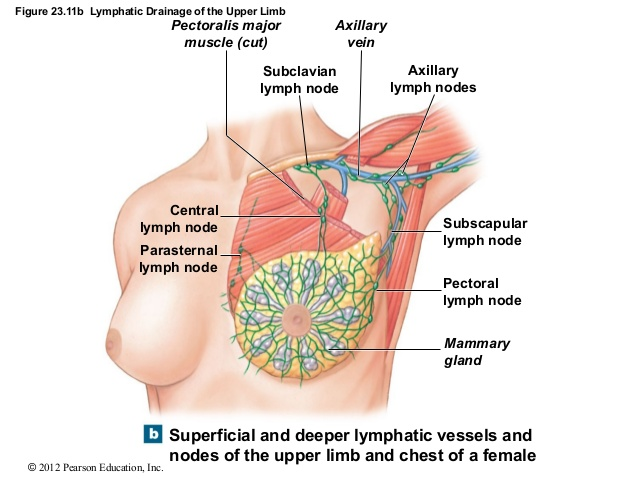 Figure 23.11b  Lymphatic Drainage of the Upper Limb
Pectoralis major
muscle (cut)
Axillary
vein
Subclavian
lymph node
Axillary
lymph nodes
Central
lymph node
Parasternal
lymph node
Subscapular
lymph node
Pectoral
lymph node
Mammary
gland
b Superficial and deeper lymphatic vessels and
nodes of the upper limb and chest of a female
© 2012 Pearson Education, Inc.